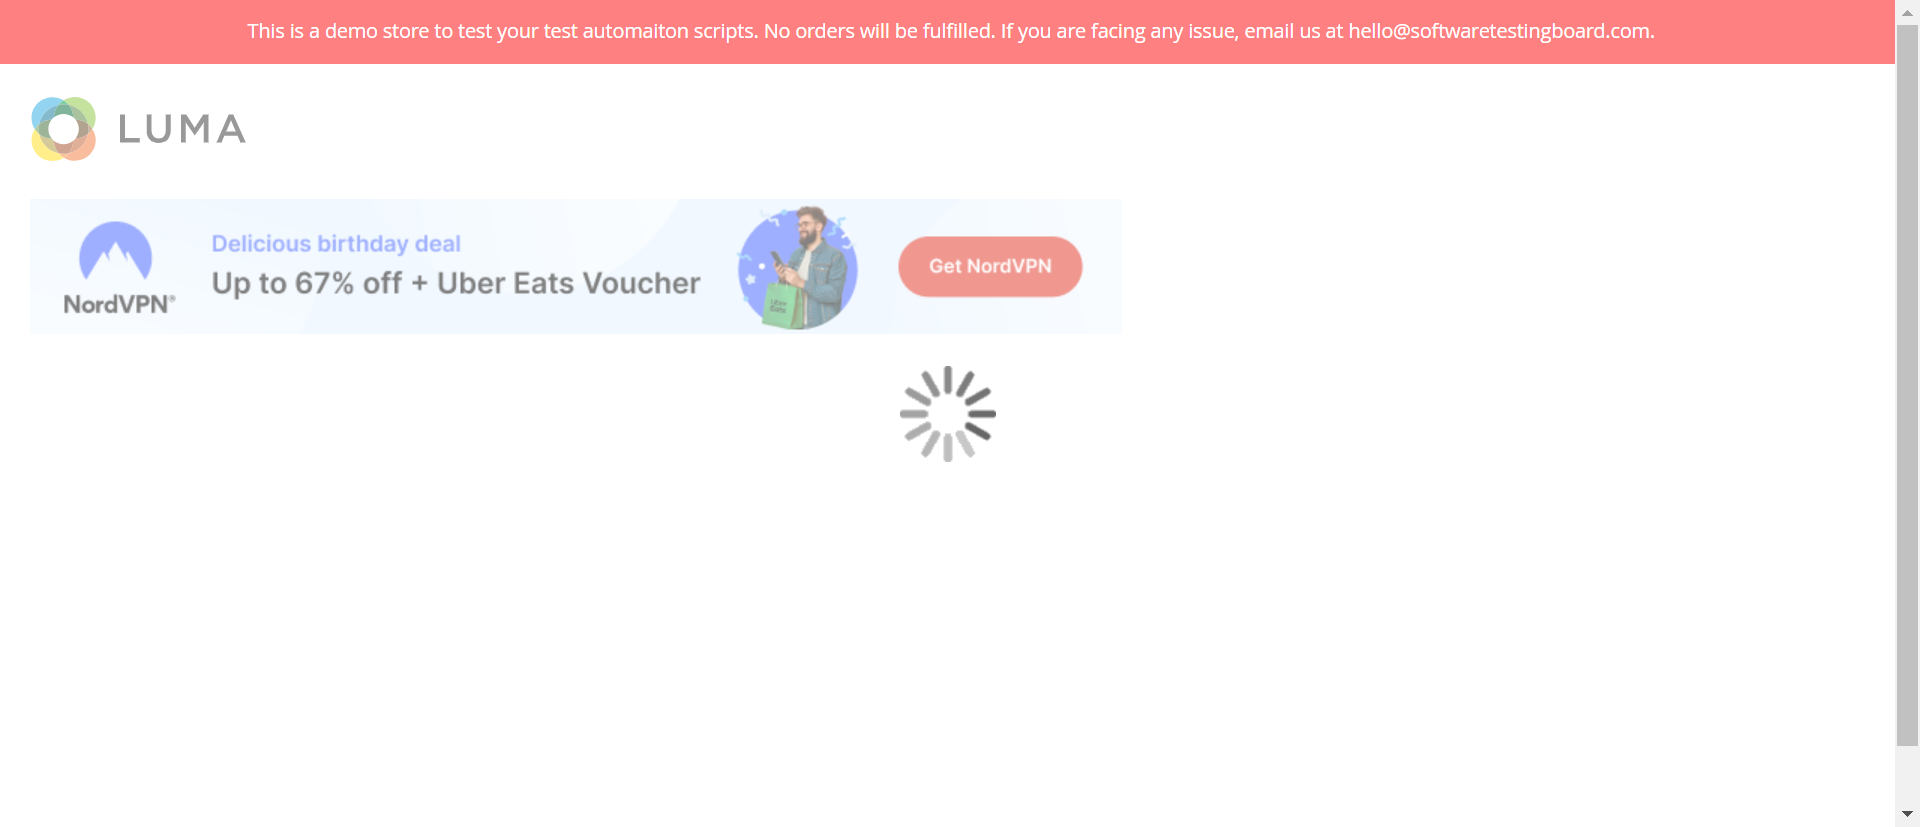 This is a demo store to test your test automaiton scripts. No orders will be fulfilled. If you are facing any issue, email us at hello@softwaretestingboard.com.
LUMA
Delicious birthday deal
Up to 67% off + Uber Eats Voucher
NordVPN®
Uber
Eats
Get NordVPN